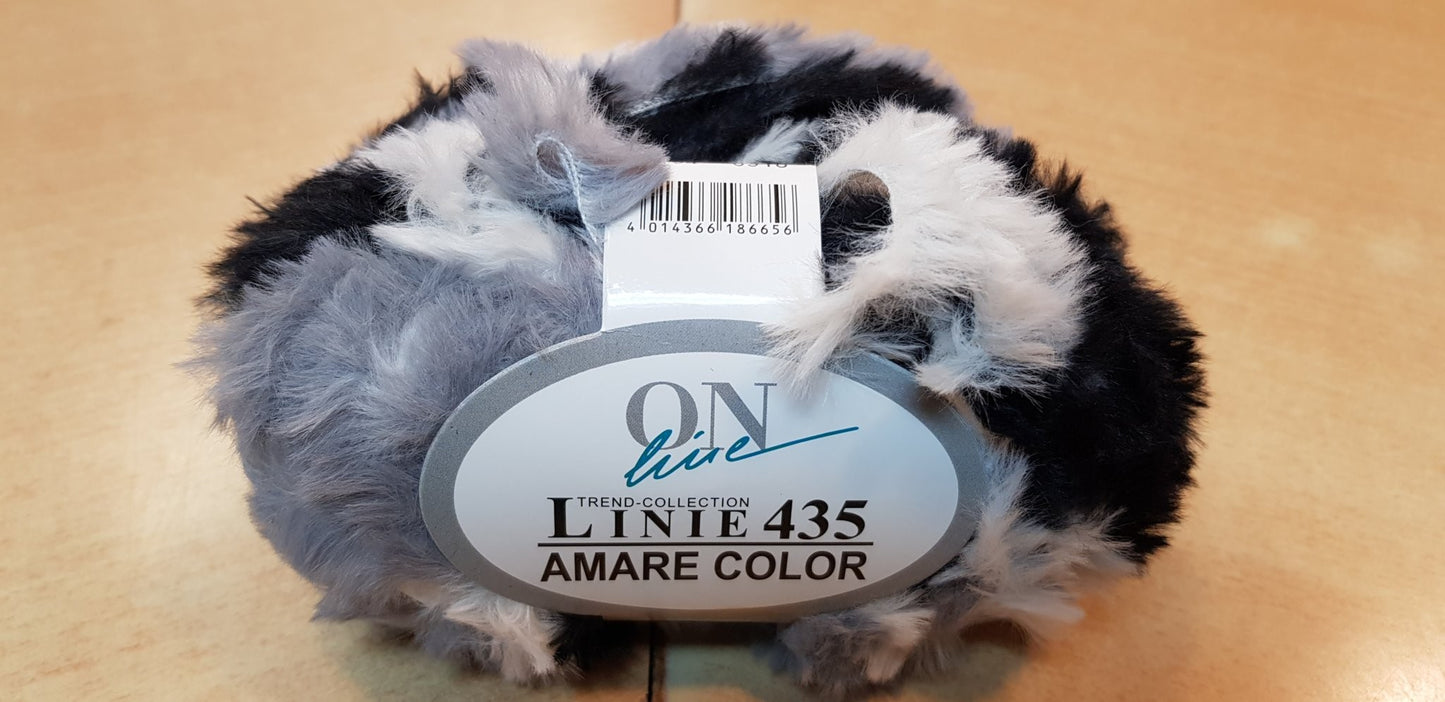 4 014366 186656
ON
line
TREND-COLLECTION
LINIE 435
AMARE COLOR